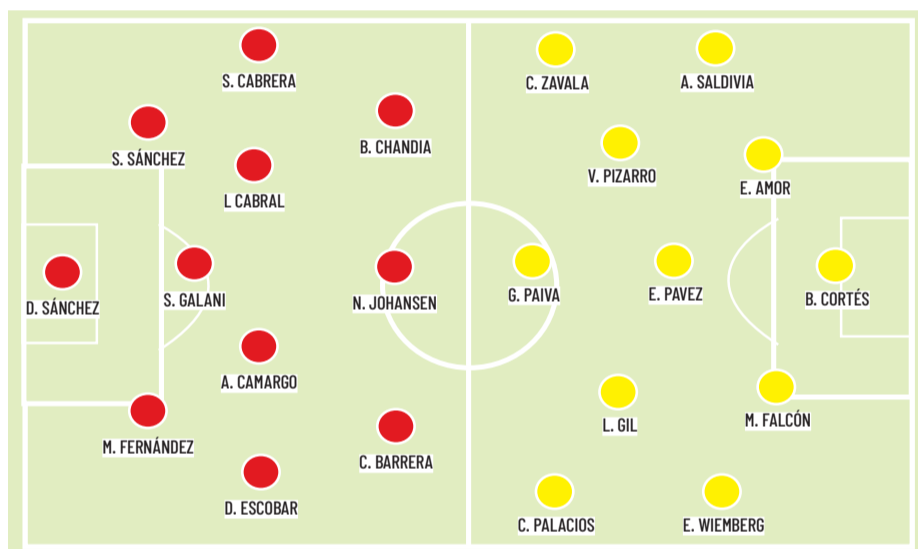 S. CABRERA
C. ZAVALA
A. SALDIVIA
B. CHANDIA
S. SÁNCHEZ
V. PIZARRO
E. AMOR
L CABRAL
D. SÁNCHEZ
S. GALANI
N. JOHANSEN
G. PAIVA
E. PAVEZ
B. CORTÉS
A. CAMARGO
M. FERNÁNDEZ
L. GIL
M. FALCÓN
C. BARRERA
D. ESCOBAR
C. PALACIOS
E. WIEMBERG